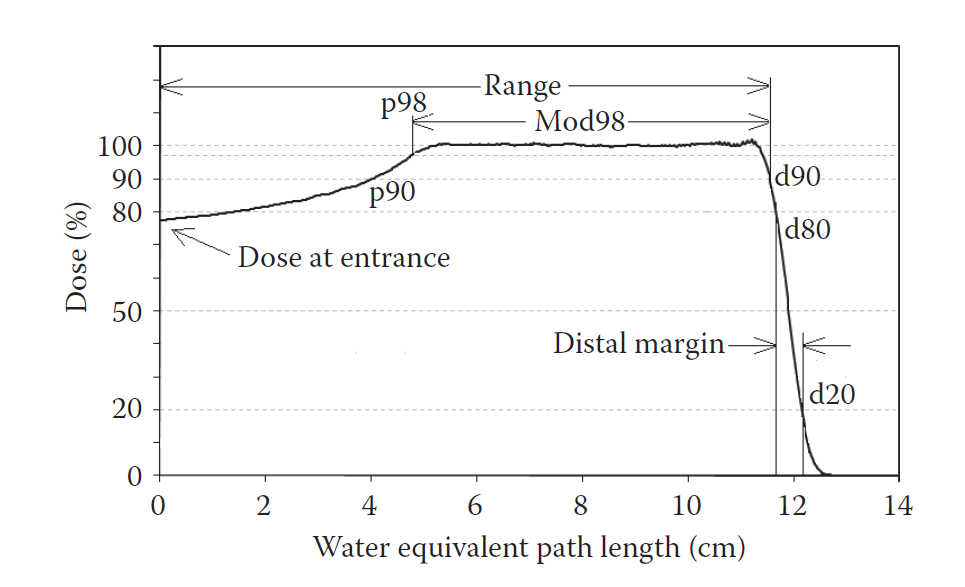 Range
p98
Mod98
100
90
80
50
20
0
p90
d90
d80
Dose at entrance
Distal margin
d20
Dose (%)
0 2 4 6 8 10 12 14
Water equivalent path length (cm)